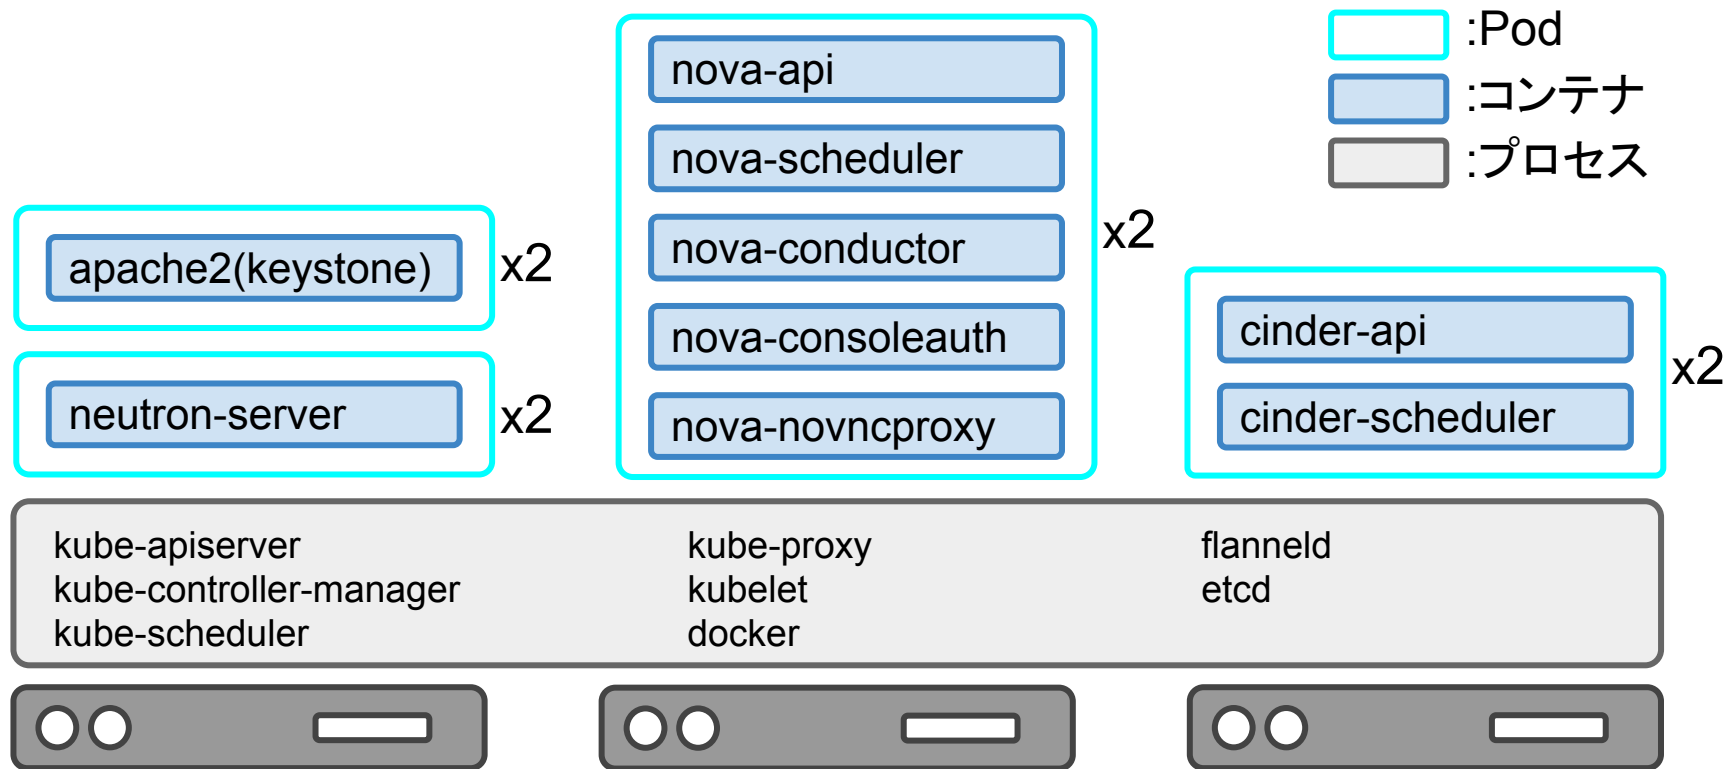 :Pod
:コンテナ
:プロセス
apache2(keystone)
x2
neutron-server
x2
nova-api
nova-scheduler
nova-conductor
nova-consoleauth
nova-novncproxy
x2
cinder-api
cinder-scheduler
x2
kube-apiserver
kube-controller-manager
kube-scheduler
kube-proxy
kubelet
docker
flanneld
etcd